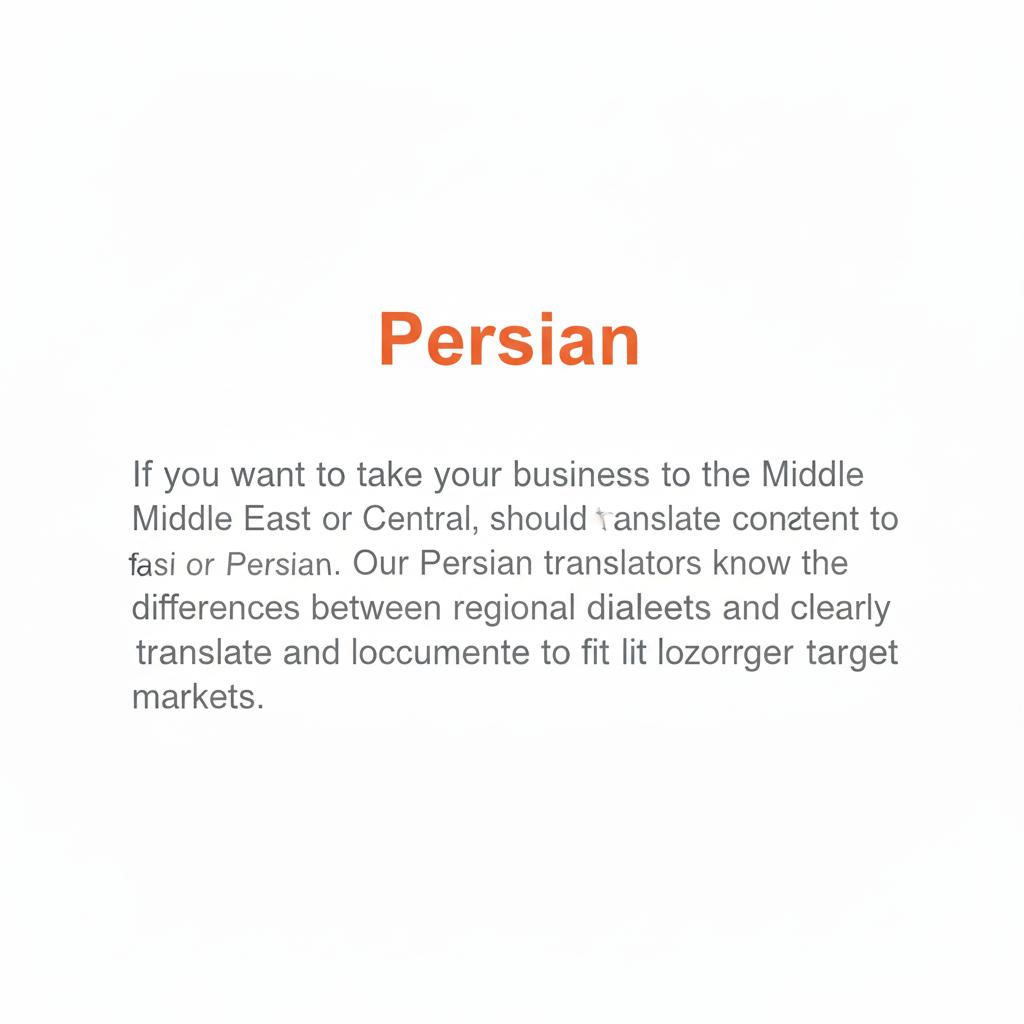 Persian
If you want to take your business to the Middle
Middle East or Central, should ranslate content to
fasi or Persian. Our Persian translators know the
differences between regional dialeets and clearly
translate and loccumente to fit lit lozorrger target
markets.